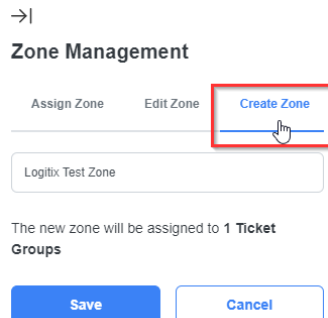 Zone Management
Assign Zone Edit Zone Create Zone
Logitix Test Zone
The new zone will be assigned to 1 Ticket
Groups
Save Cancel